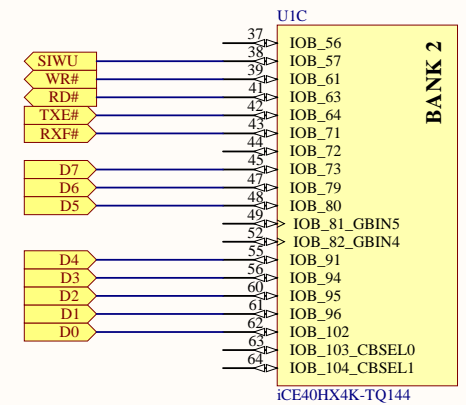 U1C
37 IOB_56
SIWU 38 IOB_57
WR# 39 IOB_61
RD# 41 IOB_63
TXE# 42 IOB_64
RXF# 43 IOB_71
44 IOB_72
D7 45 IOB_73
D6 47 IOB_79
D5 48 IOB_80
49 IOB_81_GBIN5
52 IOB_82_GBIN4
D4 55 IOB_91
D3 56 IOB_94
D2 60 IOB_95
D1 61 IOB_96
D0 62 IOB_102
63 IOB_103_CBSEL0
64 IOB_104_CBSEL1
BANK 2
iCE40HX4K-TQ144